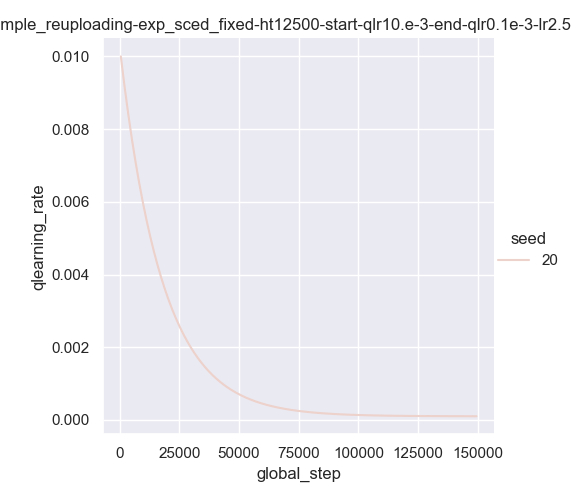 mple_reuploading-exp_sced_fixed-ht12500-start-qlr10.e-3-end-qlr0.1e-3-lr2.5
0.010
0.008
0.006
0.004
0.002
0.000
qlearning_rate
0 25000 50000 75000 100000 125000 150000
global_step
seed
20